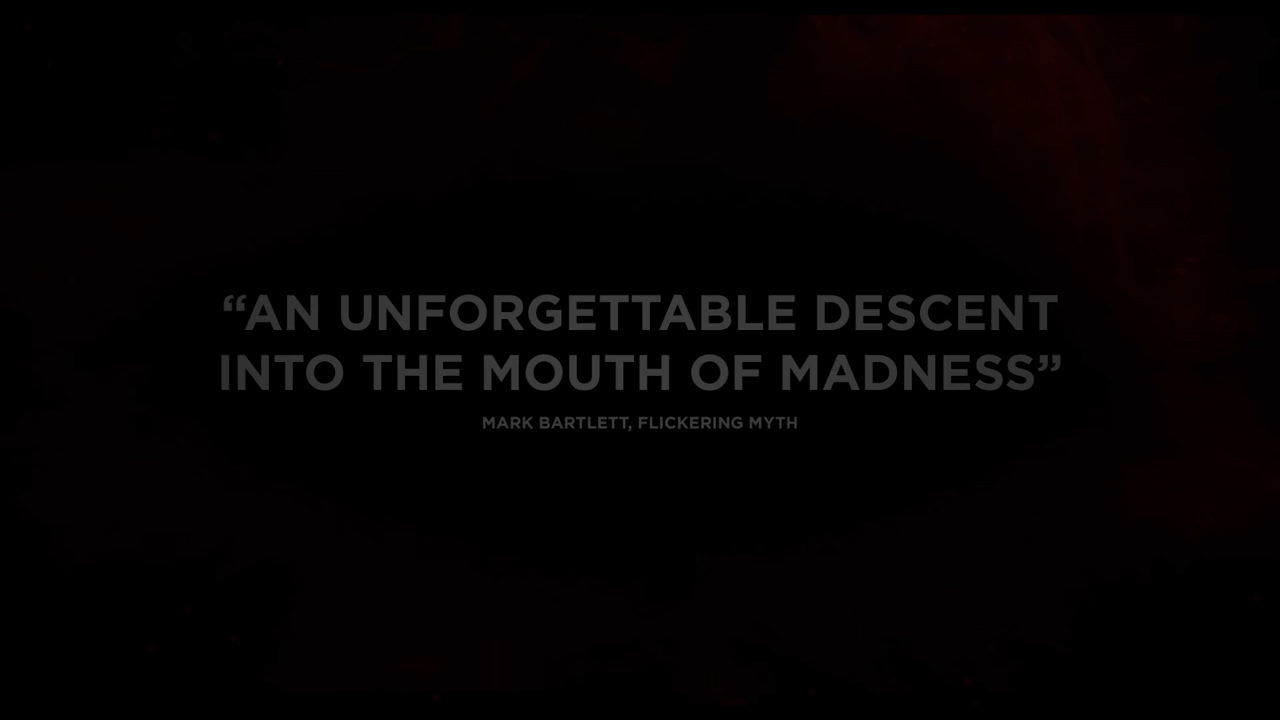 “AN UNFORGETTABLE DESCENT
INTO THE MOUTH OF MADNESS”
MARK BARTLETT, FLICKERING MYTH